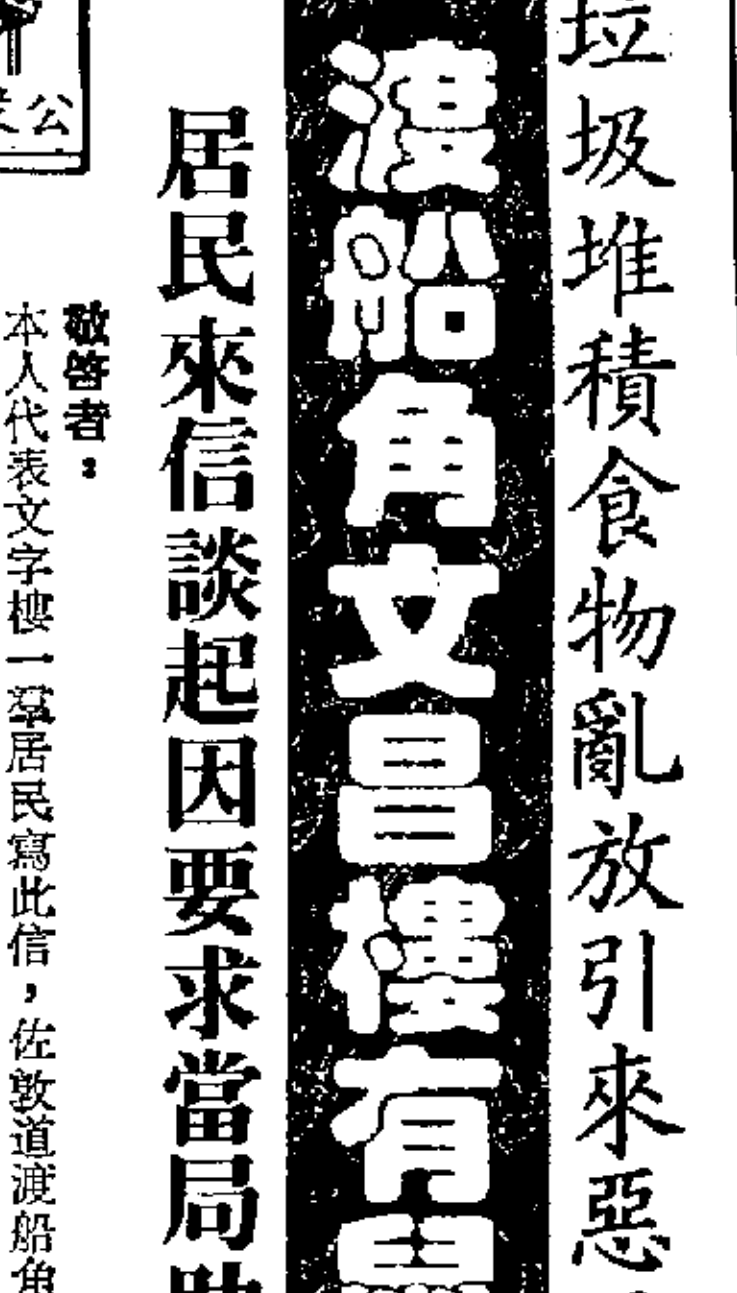 垃圾堆積食物亂放引來惡
渡船角文昌樓有
居民來信談起因要求當局
公
敬啓者：
本人代表文字樓一羣居民寫此信，佐敦道渡船角